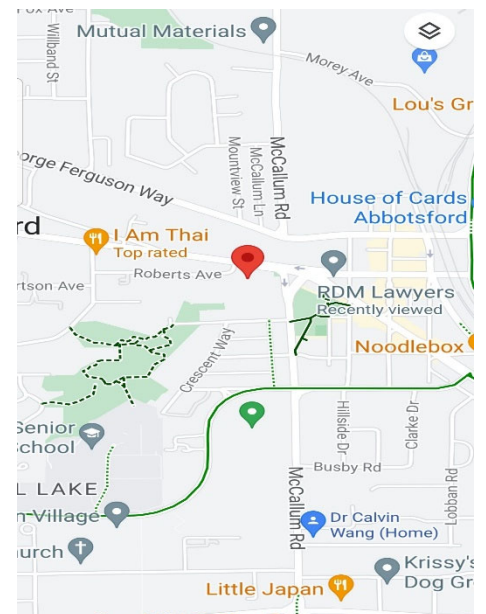 Fox Ave
Willband St
Mutual Materials
Morey Ave
Lou's Gr
McCallum Rd
McCallum Ln
Mountview St
orge Ferguson Way
House of Cards
Abbotsford
rd
I Am Thai
Top rated
Roberts Ave
rtson Ave
RDM Lawyers
Recently viewed
Noodlebox
Crescent Way
Hillside Dr
Clarke Dr
Senior
School
Busby Rd
Lobban Rd
McCallum Rd
L LAKE
n Village
Dr Calvin
Wang (Home)
urch
Krissy's
Dog Gr
Little Japan